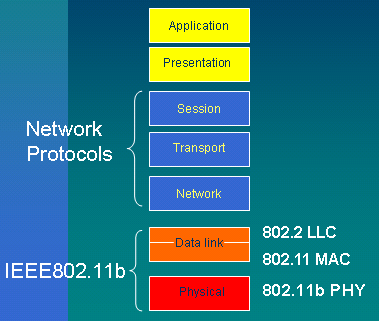 Application
Presentation
Session
Network
Protocols
Transport
Network
802.2 LLC
Data link
802.11 MAC
IEEE802.11b
Physical
802.11b PHY